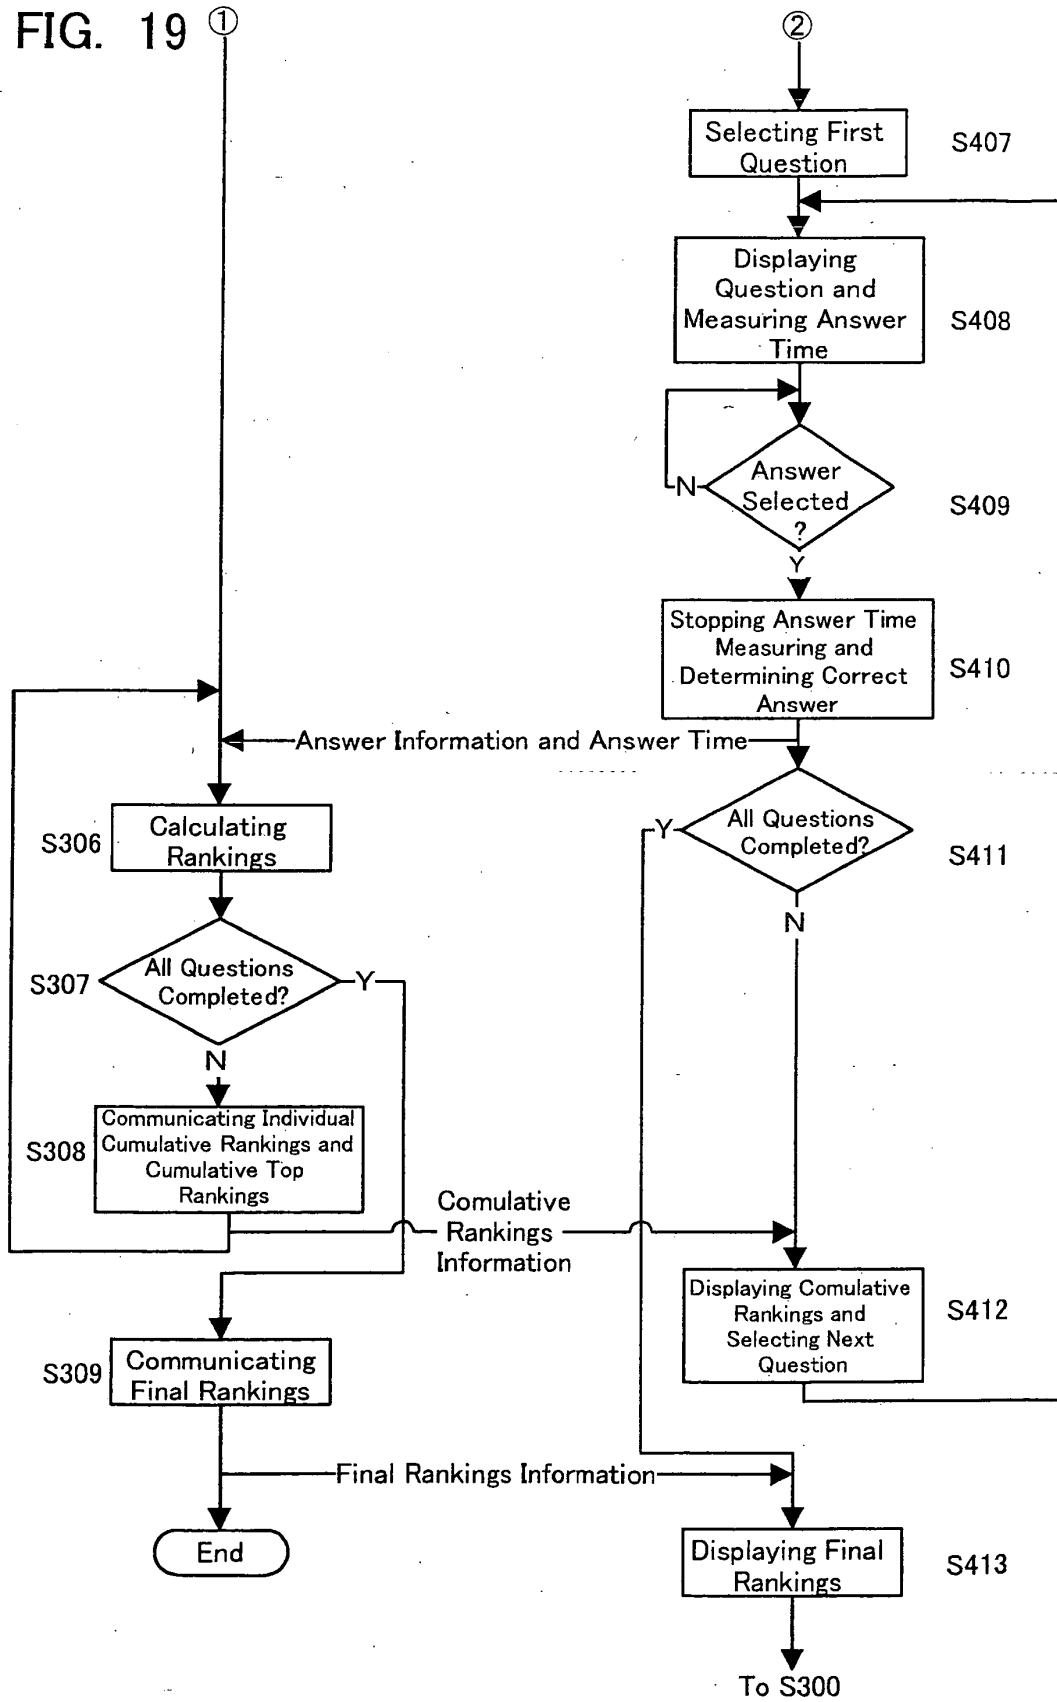 FIG. 19
①
②
Selecting First
Question
S407
Displaying
Question and
Measuring Answer
Time
S408
Answer
Selected
?
N
S409
Y
Stopping Answer Time
Measuring and
Determining Correct
Answer
S410
Answer Information and Answer Time
S306
Calculating
Rankings
Y
All Questions
Completed?
S411
N
S307
All Questions
Completed?
Y
N
S308
Communicating Individual
Cumulative Rankings and
Cumulative Top
Rankings
Comulative
Rankings
Information
Displaying Comulative
Rankings and
Selecting Next
Question
S412
S309
Communicating
Final Rankings
Final Rankings Information
End
Displaying Final
Rankings
S413
To S300